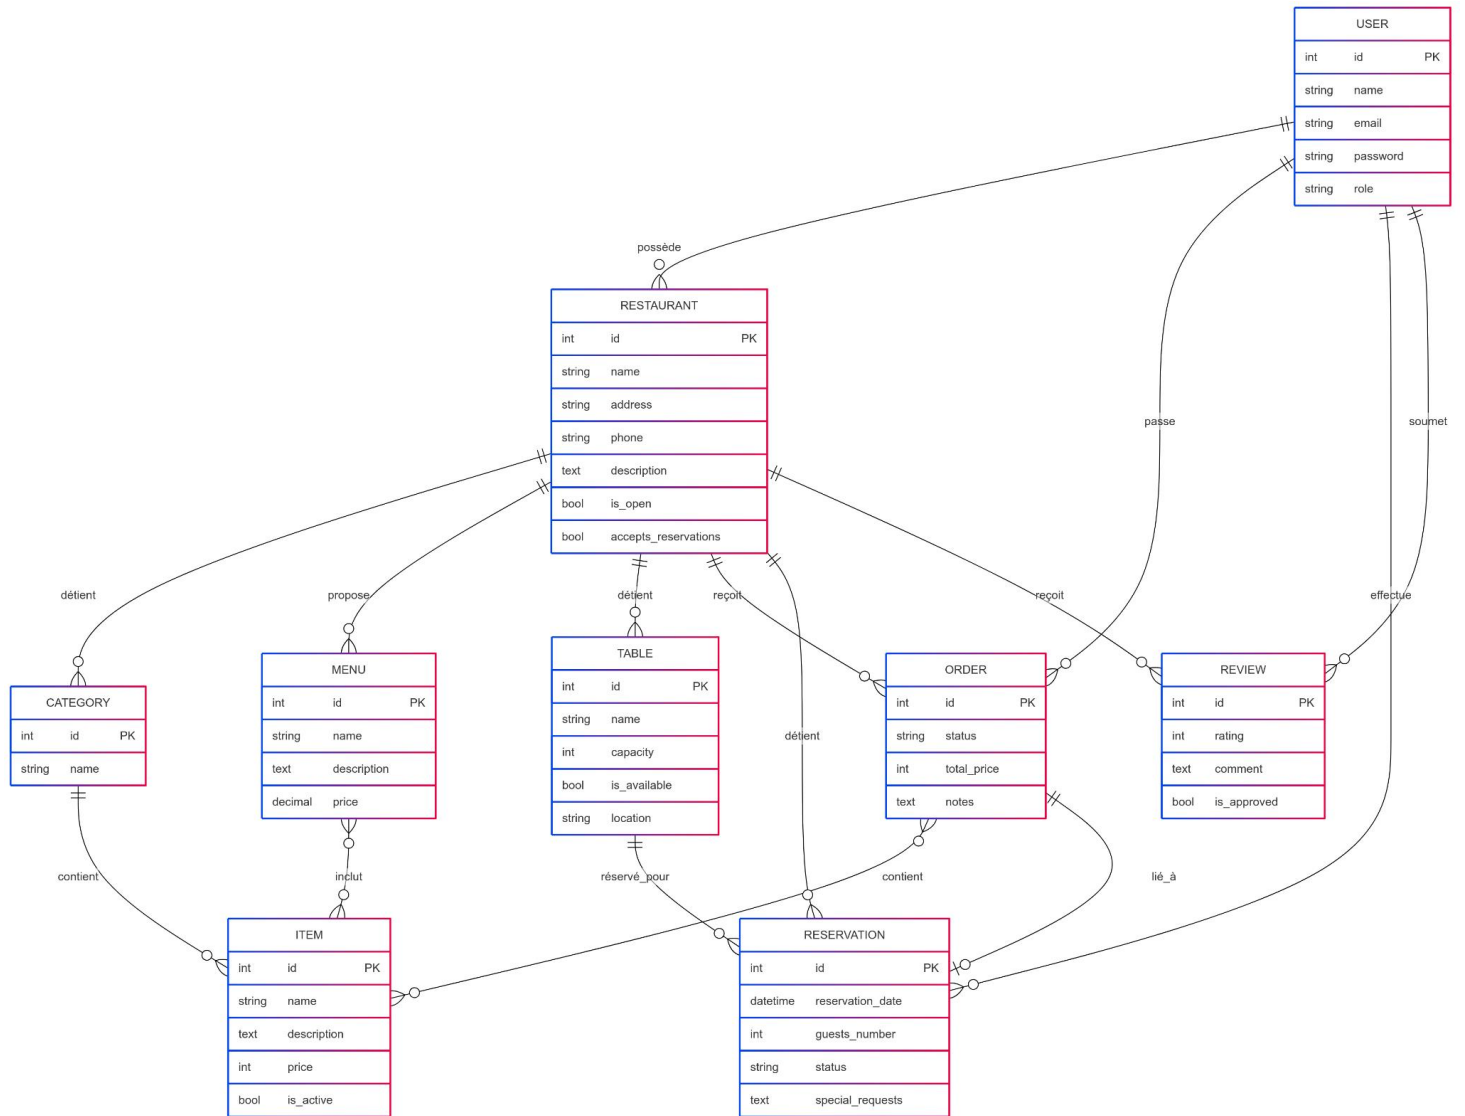 USER
int id PK
string name
string email
string password
string role
possède
RESTAURANT
int id PK
string name
string address
string phone
text description
bool is_open
bool accepts_reservations
passe
soumet
détient
propose
détient
reçoit
reçoit
effectue
CATEGORY
int id PK
string name
MENU
int id PK
string name
text description
decimal price
TABLE
int id PK
string name
int capacity
bool is_available
string location
détient
ORDER
int id PK
string status
int total_price
text notes
REVIEW
int id PK
int rating
text comment
bool is_approved
contient
inclut
réservé_pour
contient
lié_à
ITEM
int id PK
string name
text description
int price
bool is_active
RESERVATION
int id PK
datetime reservation_date
int guests_number
string status
text special_requests